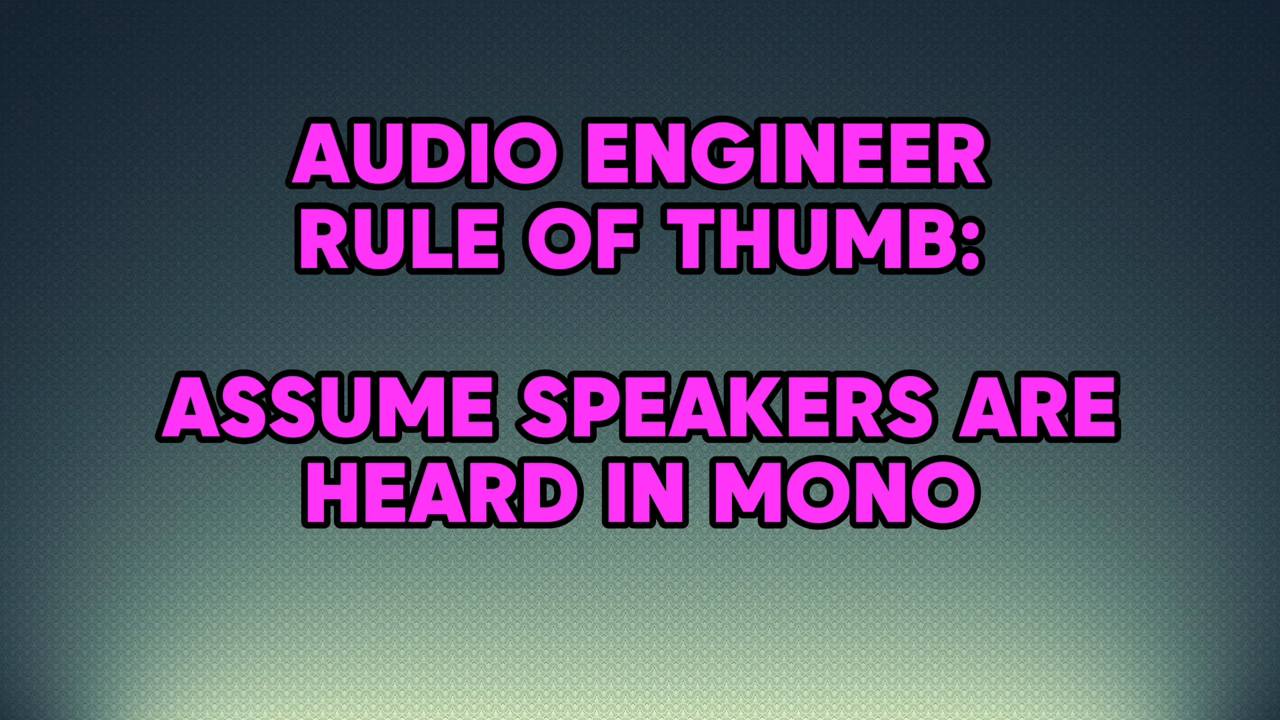 AUDIO ENGINEER
RULE OF THUMB:
ASSUME SPEAKERS ARE
HEARD IN MONO